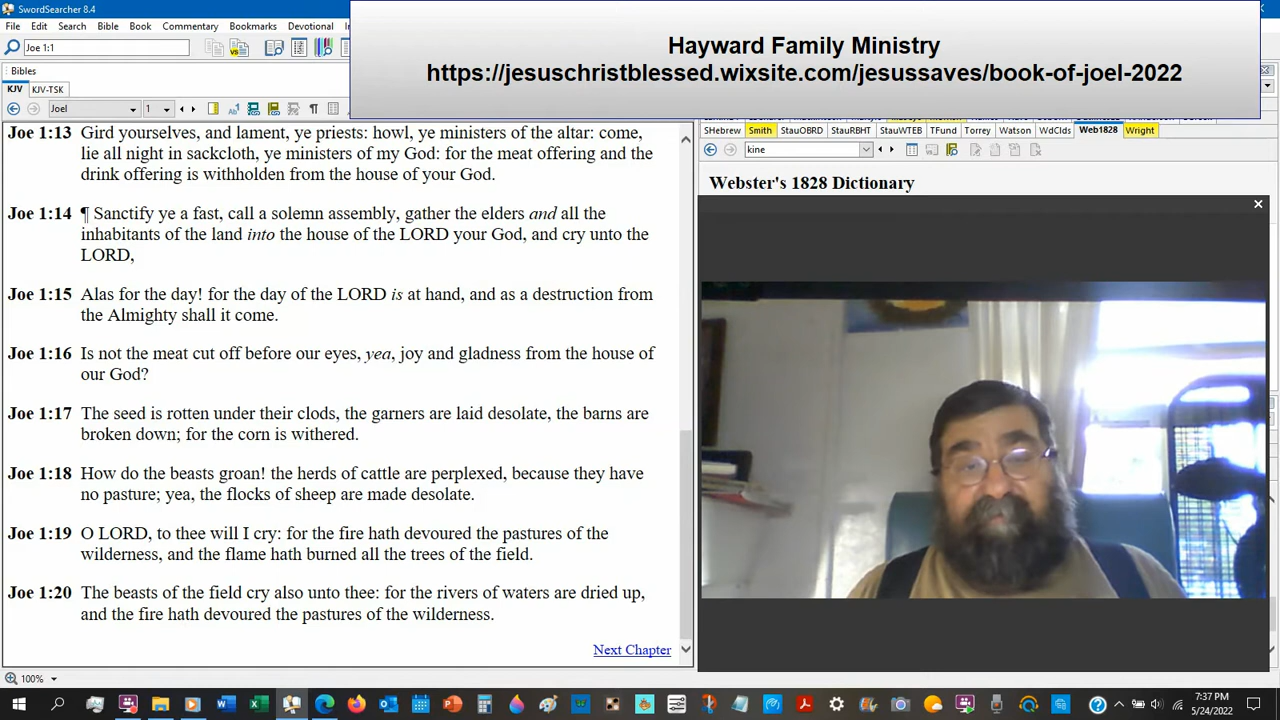 SwordSearcher 8.4
File Edit Search Bible Book Commentary Bookmarks Devotional
Hayward Family Ministry
https://jesuschristblessed.wixsite.com/jesussaves/book-of-joel-2022
Joe 1:1
Bibles
KJV KJV-TSK
Joel 1
SHebrew Smith StauOBRD StauRBHT StauWTEB TFund Torrey Watson WdClds Web1828 Wright
kine
Webster's 1828 Dictionary
Joe 1:13 Gird yourselves, and lament, ye priests: howl, ye ministers of the altar: come,
lie all night in sackcloth, ye ministers of my God: for the meat offering and the
drink offering is withholden from the house of your God.
Joe 1:14 ¶ Sanctify ye a fast, call a solemn assembly, gather the elders and all the
inhabitants of the land into the house of the LORD your God, and cry unto the
LORD,
Joe 1:15 Alas for the day! for the day of the LORD is at hand, and as a destruction from
the Almighty shall it come.
Joe 1:16 Is not the meat cut off before our eyes, yea, joy and gladness from the house of
our God?
Joe 1:17 The seed is rotten under their clods, the garners are laid desolate, the barns are
broken down; for the corn is withered.
Joe 1:18 How do the beasts groan! the herds of cattle are perplexed, because they have
no pasture; yea, the flocks of sheep are made desolate.
Joe 1:19 O LORD, to thee will I cry: for the fire hath devoured the pastures of the
wilderness, and the flame hath burned all the trees of the field.
Joe 1:20 The beasts of the field cry also unto thee: for the rivers of waters are dried up,
and the fire hath devoured the pastures of the wilderness.
Next Chapter
100%
7:37 PM
5/24/2022